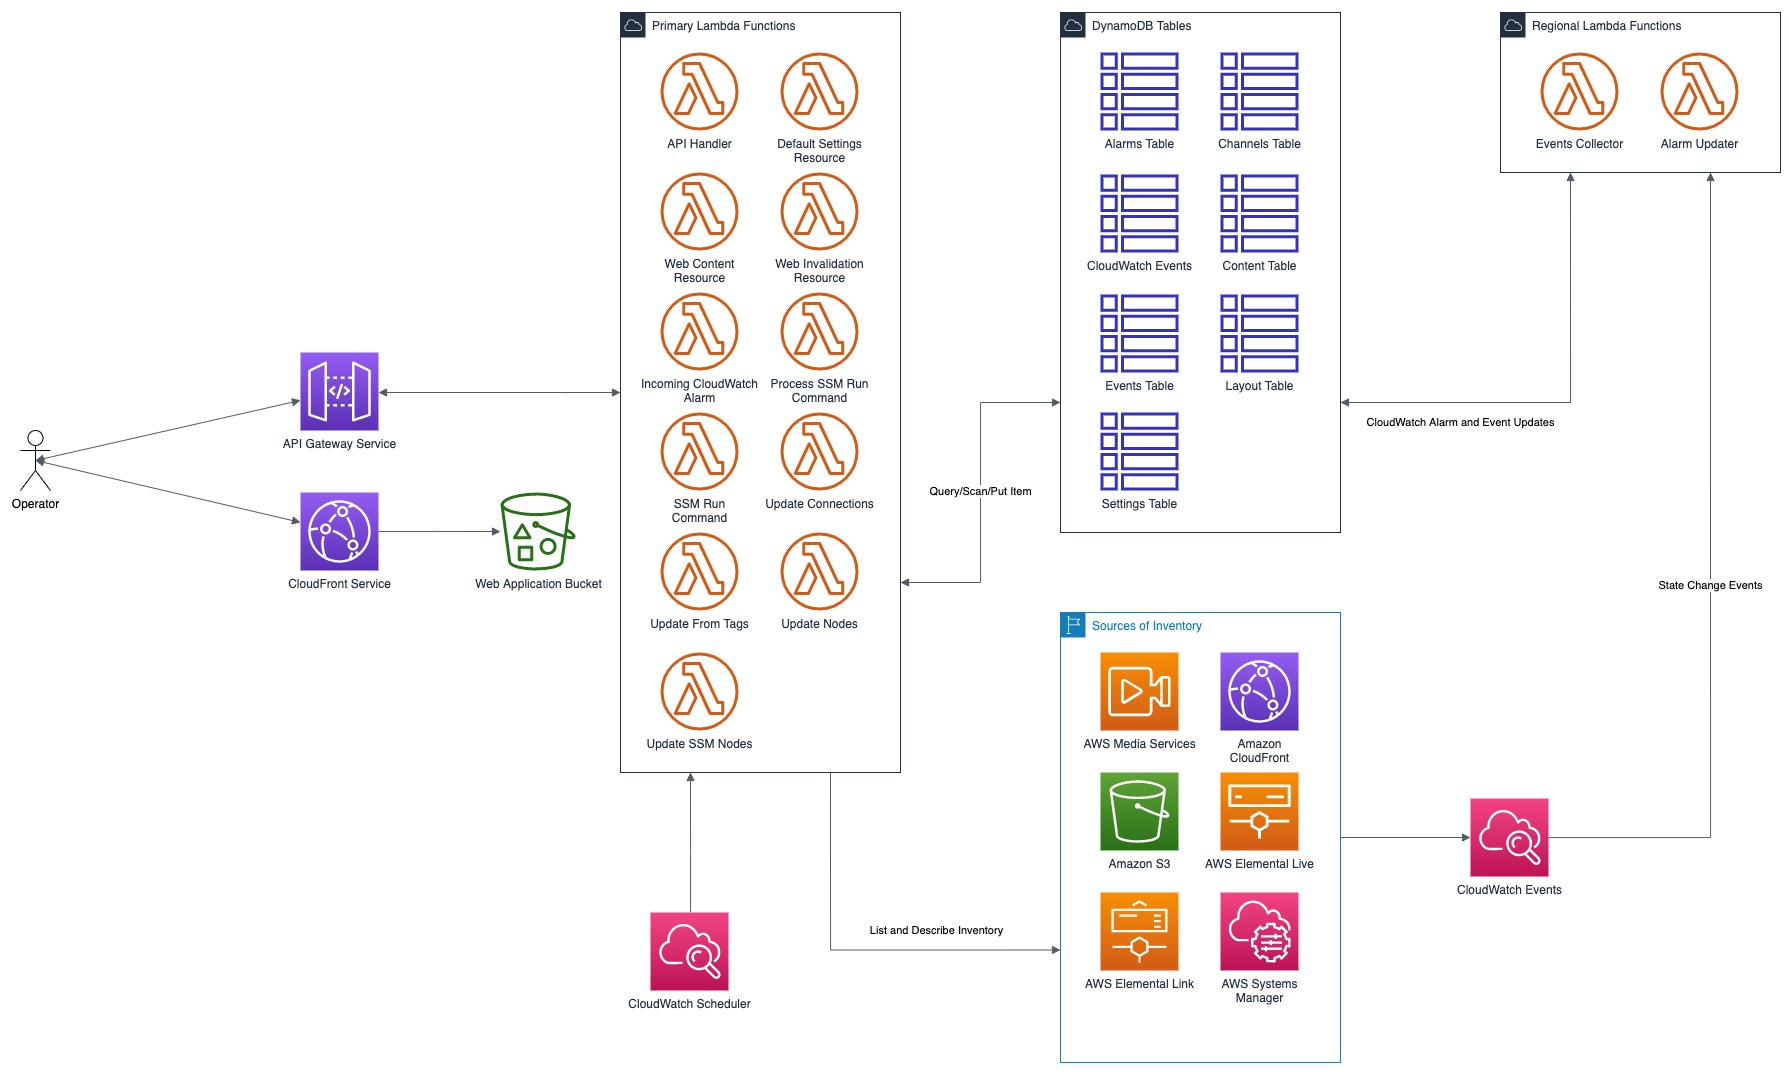 Primary Lambda Functions
API Handler
Default Settings
Resource
Web Content
Resource
Web Invalidation
Resource
Incoming CloudWatch
Alarm
Process SSM Run
Command
SSM Run
Command
Update Connections
Update From Tags
Update Nodes
Update SSM Nodes
DynamoDB Tables
Alarms Table
Channels Table
CloudWatch Events
Content Table
Events Table
Layout Table
Settings Table
Regional Lambda Functions
Events Collector
Alarm Updater
API Gateway Service
Operator
CloudFront Service
Web Application Bucket
Query/Scan/Put Item
CloudWatch Alarm and Event Updates
State Change Events
Sources of Inventory
AWS Media Services
Amazon
CloudFront
Amazon S3
AWS Elemental Live
AWS Elemental Link
AWS Systems
Manager
CloudWatch Events
List and Describe Inventory
CloudWatch Scheduler